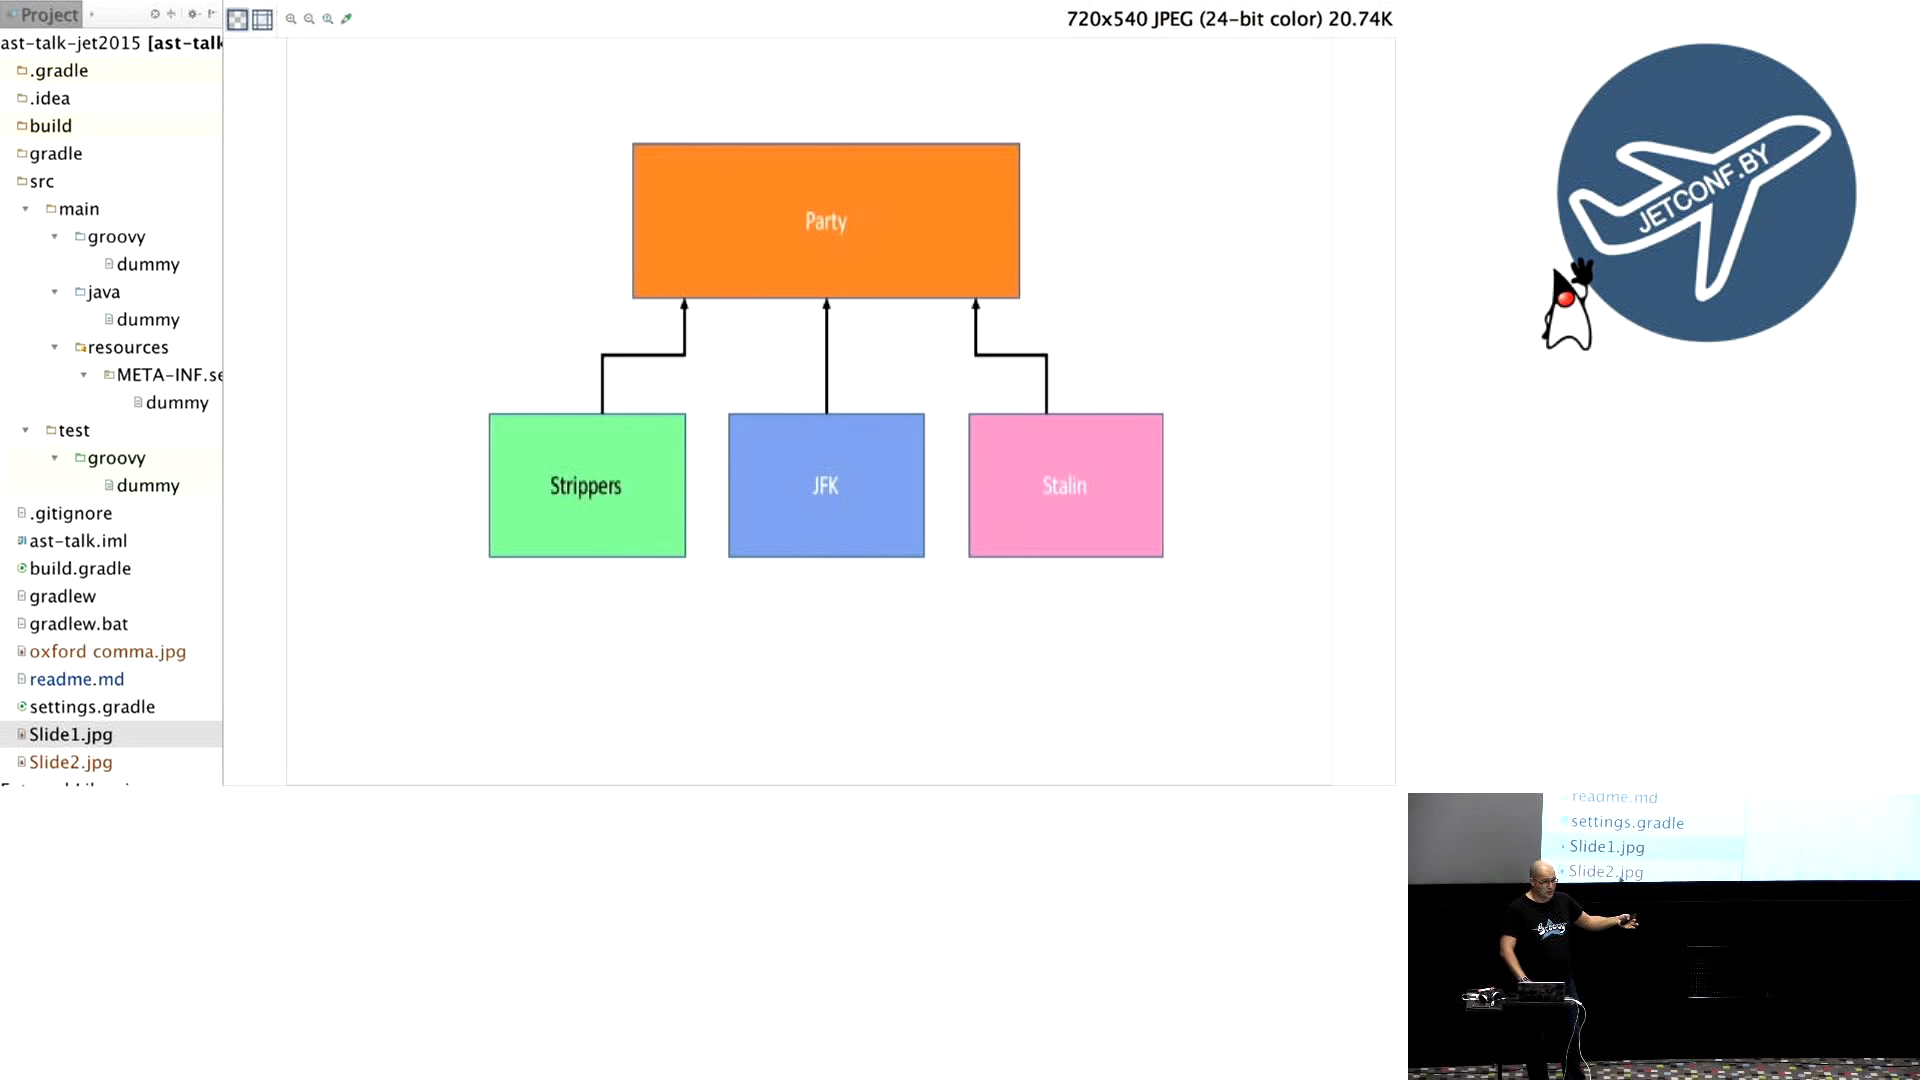 Project
720x540 JPEG (24-bit color) 20.74K
ast-talk-jet2015 [ast-talk
.gradle
.idea
build
gradle
src
main
groovy
dummy
java
dummy
resources
META-INF.se
dummy
test
groovy
dummy
.gitignore
ast-talk.iml
build.gradle
gradlew
gradlew.bat
oxford comma.jpg
readme.md
settings.gradle
Slide1.jpg
Slide2.jpg
Party
Strippers
JFK
Stalin
JETCONF.BY
readme.md
settings.gradle
Slide1.jpg
Slide2.jpg